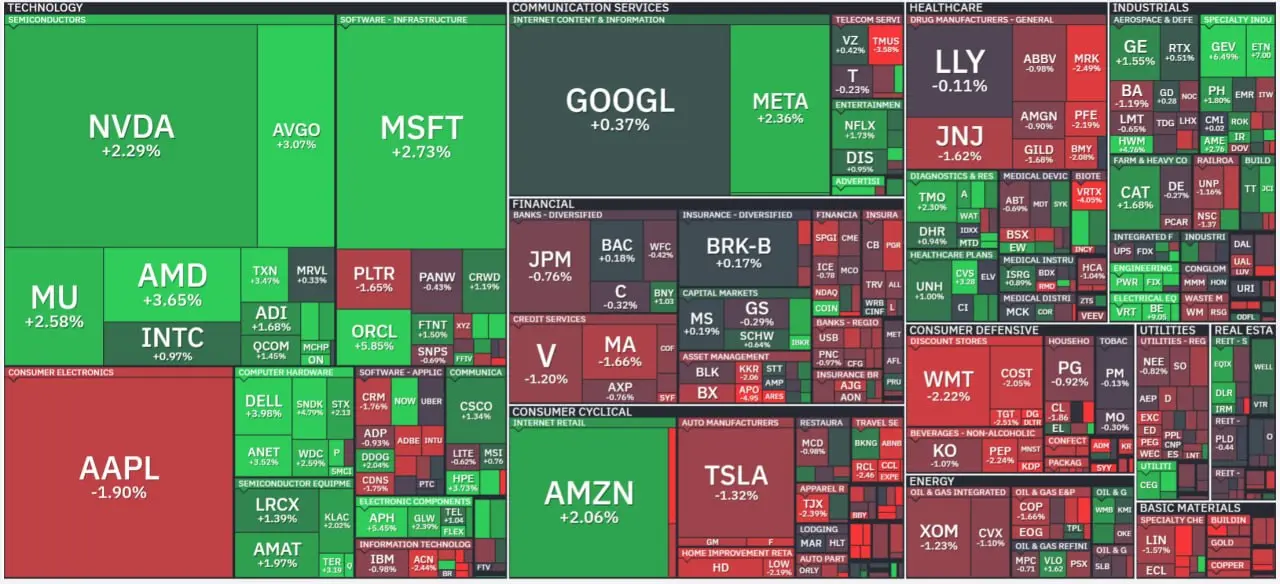 TECHNOLOGY
SEMICONDUCTORS
NVDA
+2.29%
AVGO
+3.07%
MU
+2.58%
AMD
+3.65%
INTC
+0.97%
TXN
+3.47%
MRVL
+0.33%
ADI
+1.68%
QCOM
+1.45%
MCHP
ON
SOFTWARE - INFRASTRUCTURE
MSFT
+2.73%
PLTR
-1.65%
PANW
-0.43%
CRWD
+1.19%
ORCL
+5.85%
FTNT
+1.50%
XYZ
SNPS
-0.69%
FFIV
CONSUMER ELECTRONICS
AAPL
-1.90%
COMPUTER HARDWARE
DELL
+3.98%
SNDK
+4.79%
STX
+2.13
ANET
+3.52%
WDC
+2.59%
P
SMCI
SEMICONDUCTOR EQUIPME
LRCX
+1.39%
KLAC
+2.02%
AMAT
+1.97%
TER
+3.19
Q
SOFTWARE - APPLIC
CRM
-1.76%
NOW
UBER
ADP
-0.93%
ADBE
INTU
DDOG
+2.04%
CDNS
-1.75%
PTC
COMMUNICA
CSCO
+1.34%
LITE
-0.62%
MSI
+0.76
HPE
+3.73%
ELECTRONIC COMPONENTS
APH
+5.45%
GLW
+2.39%
TEL
+1.04
FLEX
INFORMATION TECHNOLOG
IBM
-0.98%
ACN
-2.44%
BR
FTV
COMMUNICATION SERVICES
INTERNET CONTENT & INFORMATION
GOOGL
+0.37%
META
+2.36%
TELECOM SERVI
VZ
+0.42%
TMUS
-3.58%
T
-0.23%
ENTERTAINMEN
NFLX
+1.73%
DIS
+0.95%
ADVERTISI
FINANCIAL
BANKS - DIVERSIFIED
JPM
-0.76%
BAC
+0.18%
WFC
-0.42%
C
-0.32%
BNY
+1.03
CREDIT SERVICES
V
-1.20%
MA
-1.66%
COF
AXP
-0.76%
SYF
INSURANCE - DIVERSIFIED
BRK-B
+0.17%
CAPITAL MARKETS
MS
+0.19%
GS
-0.29%
SCHW
+0.64%
IBKR
ASSET MANAGEMENT
BLK
KKR
-2.06
STT
BX
APO
-4.95
AMP
ARES
FINANCIA
SPGI
CME
ICE
-0.78
MCO
NDAQ
COIN
INSURA
CB
PGR
TRV
ALL
WRB
CINF
L
BANKS - REGIO
USB
MET
PNC
-0.97%
CFG
AFL
INSURANCE BR
AJG
AON
PRU
CONSUMER CYCLICAL
INTERNET RETAIL
AMZN
+2.06%
AUTO MANUFACTURERS
TSLA
-1.32%
GM
F
HOME IMPROVEMENT RETA
HD
LOW
-2.19%
RESTAURA
MCD
-0.98%
APPAREL R
TJX
-2.39%
LODGING
MAR
HLT
AUTO PART
ORLY
TRAVEL SE
BKNG
ABNB
RCL
-2.46
CCL
EXPE
BBY
HEALTHCARE
DRUG MANUFACTURERS - GENERAL
LLY
-0.11%
ABBV
-0.98%
MRK
-2.49%
JNJ
-1.62%
AMGN
-0.90%
PFE
-2.19%
GILD
-1.68%
BMY
-2.08%
DIAGNOSTICS & RES
TMO
+2.30%
A
WAT
DHR
+0.94%
IDXX
MTD
MEDICAL DEVIC
ABT
-0.69%
MDT
SYK
BSX
EW
BIOTE
VRTX
-4.05%
INCY
HEALTHCARE PLANS
UNH
+1.00%
CVS
+3.28
ELV
CI
MEDICAL INSTRU
ISRG
+0.89%
BDX
RMD
HCA
-1.04%
MEDICAL DISTRI
MCK
COR
ZTS
VEEV
INDUSTRIALS
AEROSPACE & DEFE
GE
+1.55%
RTX
+0.51%
BA
-1.19%
GD
+0.28
NOC
LMT
-0.65%
TDG
LHX
HWM
+4.76%
SPECIALTY INDU
GEV
+6.49%
ETN
+7.00
PH
+1.80%
EMR
ITW
CMI
+0.02
ROK
AME
+2.76
IR
DOV
FARM & HEAVY CO
CAT
+1.68%
DE
-0.27%
PCAR
RAILROA
UNP
-1.16%
NSC
-1.37
BUILD
TT
JCI
INTEGRATED F
UPS
FDX
INDUSTRI
DAL
UAL
LUV
ENGINEERING
PWR
FIX
CONGLOM
MMM
HON
URI
ELECTRICAL EQ
VRT
BE
+9.05
WASTE M
WM
RSG
ODFL
CONSUMER DEFENSIVE
DISCOUNT STORES
WMT
-2.22%
COST
-2.05%
TGT
-2.51%
DG
DLTR
HOUSEHO
PG
-0.92%
CL
-1.86
EL
TOBAC
PM
-0.13%
MO
-0.30%
BEVERAGES - NON-ALCOHOLIC
KO
-1.07%
PEP
-2.24%
MNST
KDP
CONFECT
PACKAG
ADM
KR
SYY
ENERGY
OIL & GAS INTEGRATED
XOM
-1.23%
CVX
-1.10%
OIL & GAS E&P
COP
-1.66%
EOG
TPL
OIL & G
WMB
KMI
OKE
OIL & GAS REFINI
MPC
-0.71
VLO
+1.62
PSX
OIL & G
SLB
UTILITIES
UTILITIES - REG
NEE
-0.82%
SO
AEP
D
EXC
ED
PPL
PEG
CNP
WEC
ES
LNT
UTILITI
CEG
REAL ESTA
REIT - S
EQIX
WELL
DLR
IRM
VTR
REIT -
PLD
-0.44
O
REIT -
BASIC MATERIALS
SPECIALTY CHE
LIN
-1.57%
ECL
BUILDIN
GOLD
COPPER